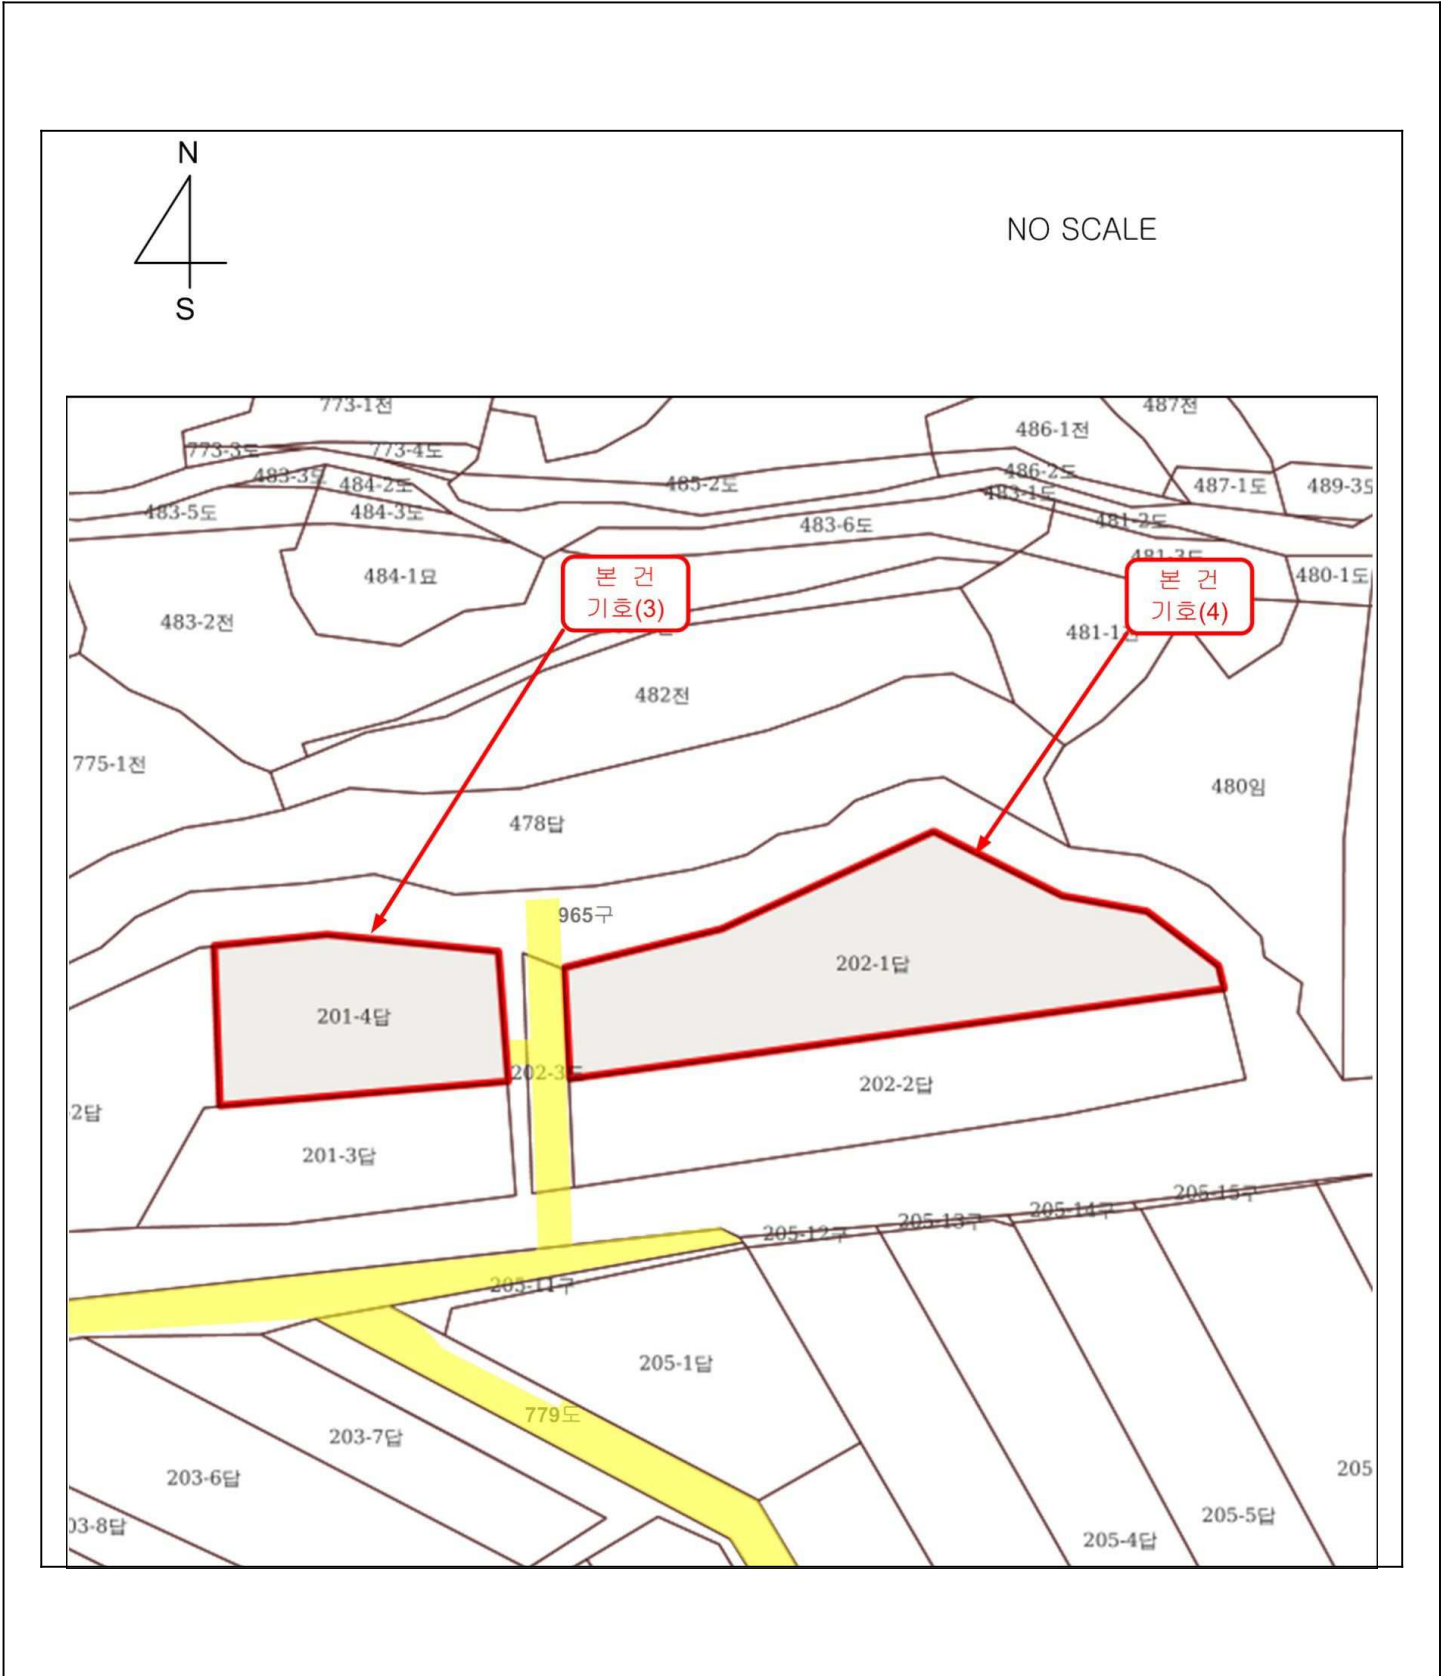 N
NO SCALE
S
773-1전
487전
486-1전
773-3도
773-4도
486-2도
483-3도
484-2도
485-2도
483-1도
487-1도
489-3도
483-5도
484-3도
483-6도
481-2도
481-3도
본 건
기호(3)
본 건
기호(4)
484-1묘
480-1도
483-2전
481-1전
482전
775-1전
480임
478답
965구
202-1답
201-4답
202-3도
202-2답
2답
201-3답
205-15구
205-14구
205-13구
205-12구
205-11구
205-1답
779도
203-7답
203-6답
205
205-5답
03-8답
205-4답